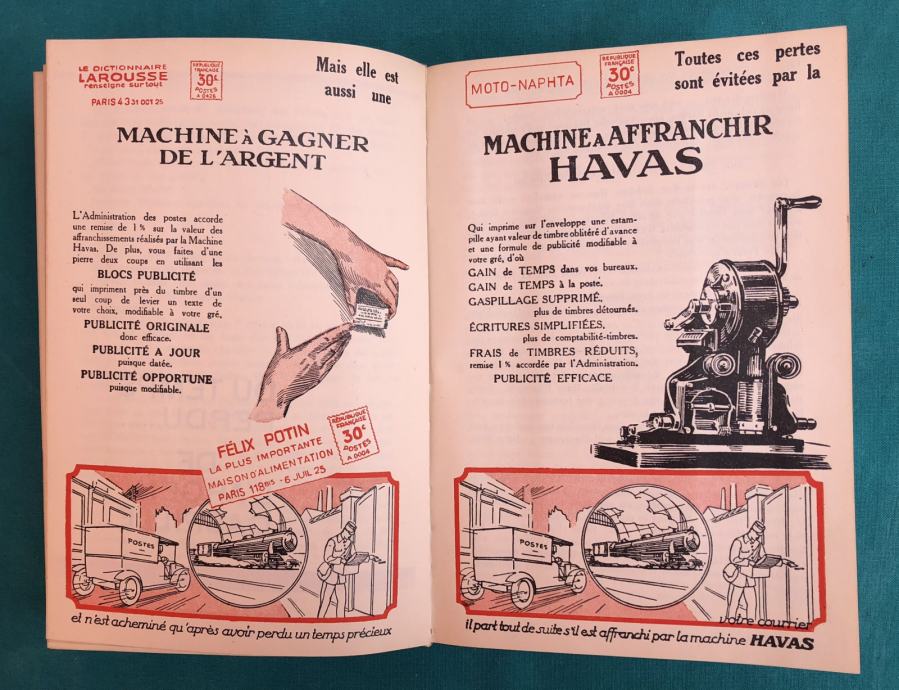 LE DICTIONNAIRE
LAROUSSE
renseigne sur tout
PARIS 43 31 OCT 25
RÉPUBLIQUE
FRANÇAISE
30c
POSTES
A 0426
Mais elle est
aussi une
MACHINE À GAGNER
DE L'ARGENT
L'Administration des postes accorde
une remise de 1 % sur la valeur des
affranchissements réalisés par la Machine
Havas. De plus, vous faites d'une
pierre deux coups en utilisant les
BLOCS PUBLICITÉ
qui impriment près du timbre d'un
seul coup de levier un texte de
votre choix, modifiable à votre gré,
PUBLICITÉ ORIGINALE
donc efficace.
PUBLICITÉ A JOUR
puisque datée.
PUBLICITÉ OPPORTUNE
puisque modifiable.
FÉLIX POTIN
LA PLUS IMPORTANTE
MAISON D'ALIMENTATION
PARIS 118BIS - 6 JUIL 25
RÉPUBLIQUE
FRANÇAISE
30c
POSTES
A 0004
POSTES
et n'est acheminé qu'après avoir perdu un temps précieux
MOTO-NAPHTA
RÉPUBLIQUE
FRANÇAISE
30c
POSTES
A 0004
Toutes ces pertes
sont évitées par la
MACHINE A AFFRANCHIR
HAVAS
Qui imprime sur l'enveloppe une estam-
pille ayant valeur de timbre oblitéré d'avance
et une formule de publicité modifiable à
votre gré, d'où
GAIN de TEMPS dans vos bureaux.
GAIN de TEMPS à la poste.
GASPILLAGE SUPPRIMÉ,
plus de timbres détournés.
ÉCRITURES SIMPLIFIÉES,
plus de comptabilité-timbres.
FRAIS de TIMBRES RÉDUITS,
remise 1 % accordée par l'Administration.
PUBLICITÉ EFFICACE
POSTES
votre courrier
il part tout de suite s'il est affranchi par la machine HAVAS